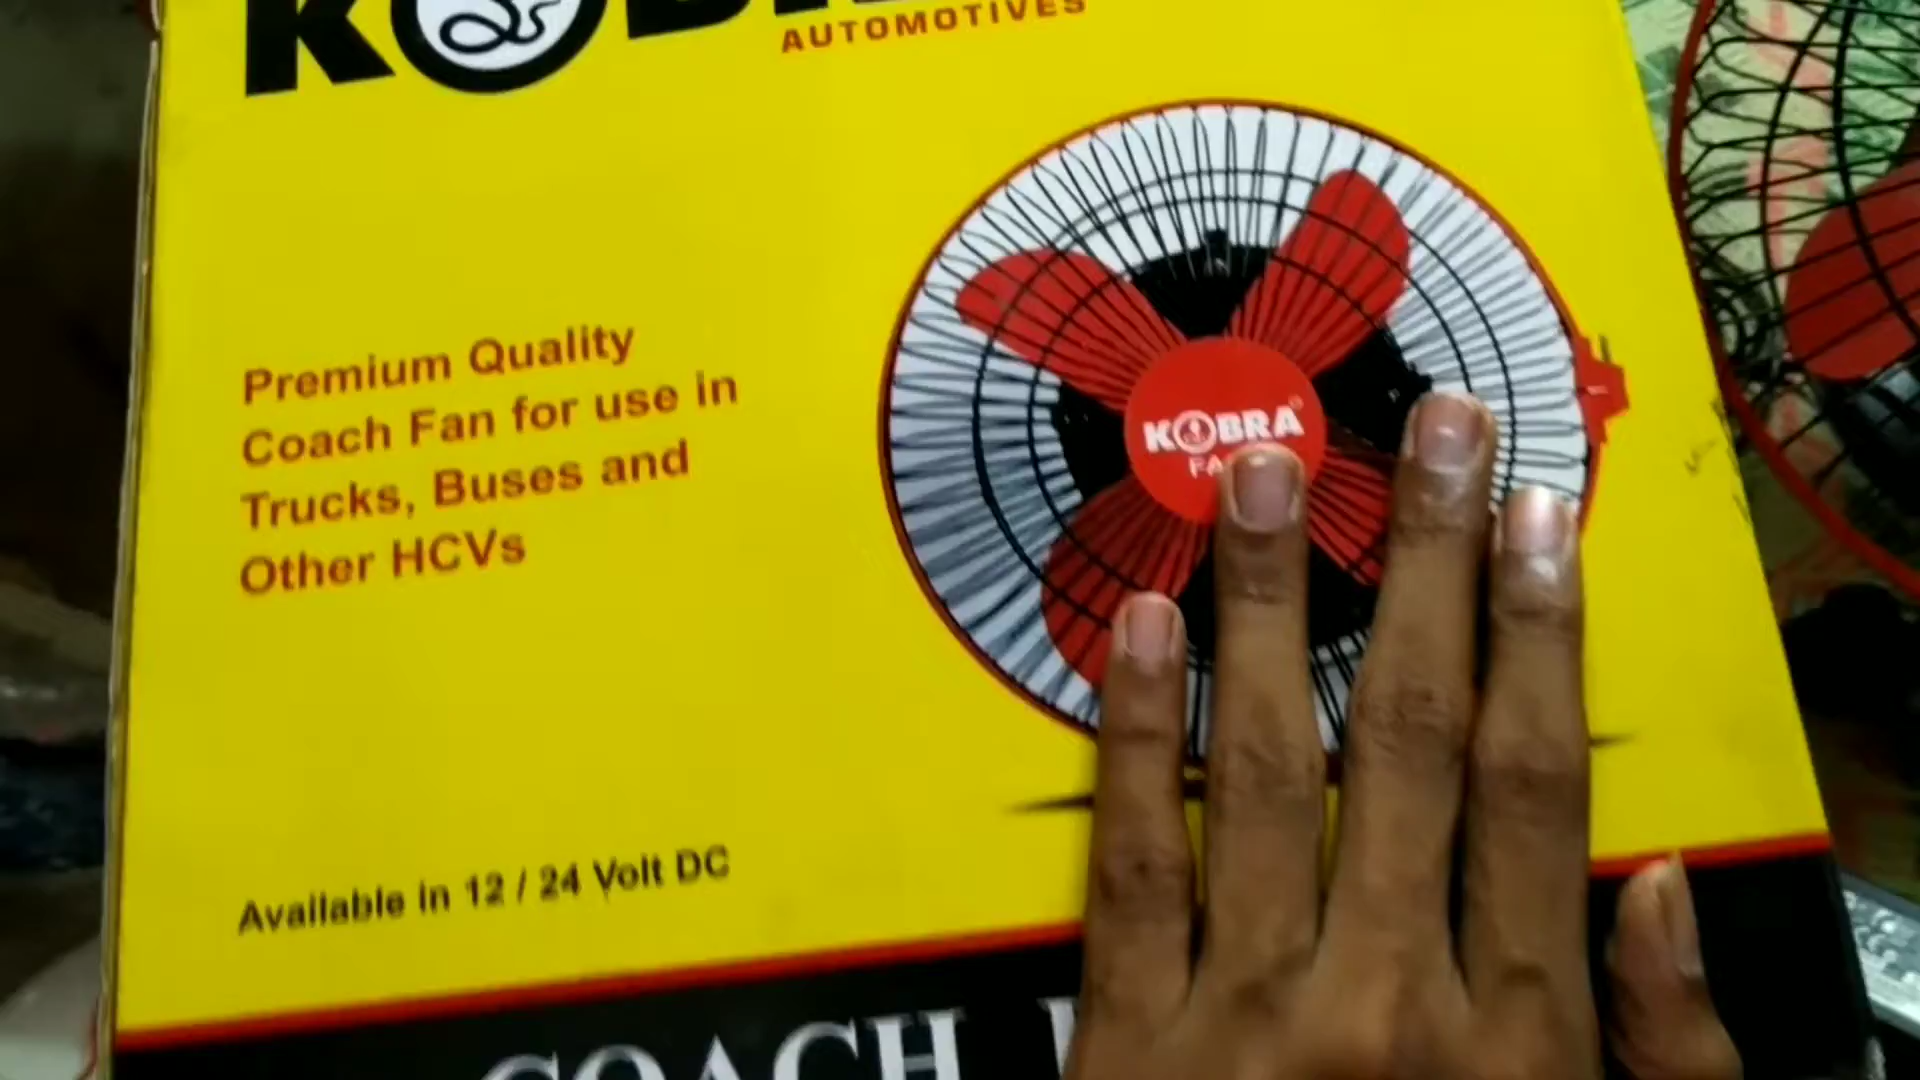 AUTOMOTIVES
Premium Quality
Coach Fan for use in
Trucks, Buses and
Other HCVs
KOBRA
Available in 12 / 24 Volt DC
COACH